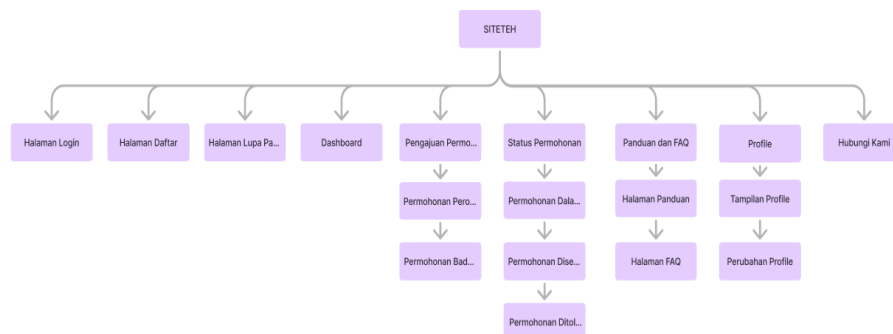 SITETEH
Halaman Login
Halaman Daftar
Halaman Lupa Pa...
Dashboard
Pengajuan Permo...
Status Permohonan
Panduan dan FAQ
Profile
Hubungi Kami
Permohonan Pero...
Permohonan Dala...
Halaman Panduan
Tampilan Profile
Permohonan Bad...
Permohonan Dise...
Halaman FAQ
Perubahan Profile
Permohonan Ditol...